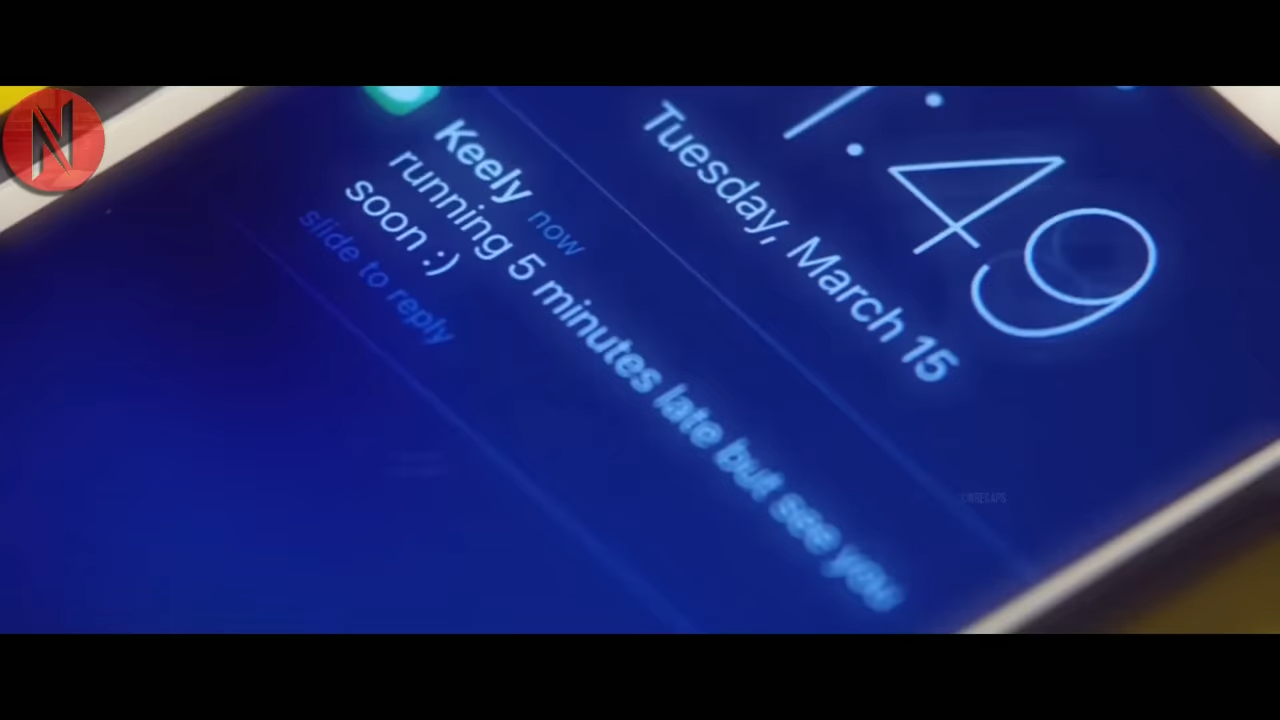 1:49
Tuesday, March 15
Keely now
running 5 minutes late but see you
soon :)
slide to reply
N